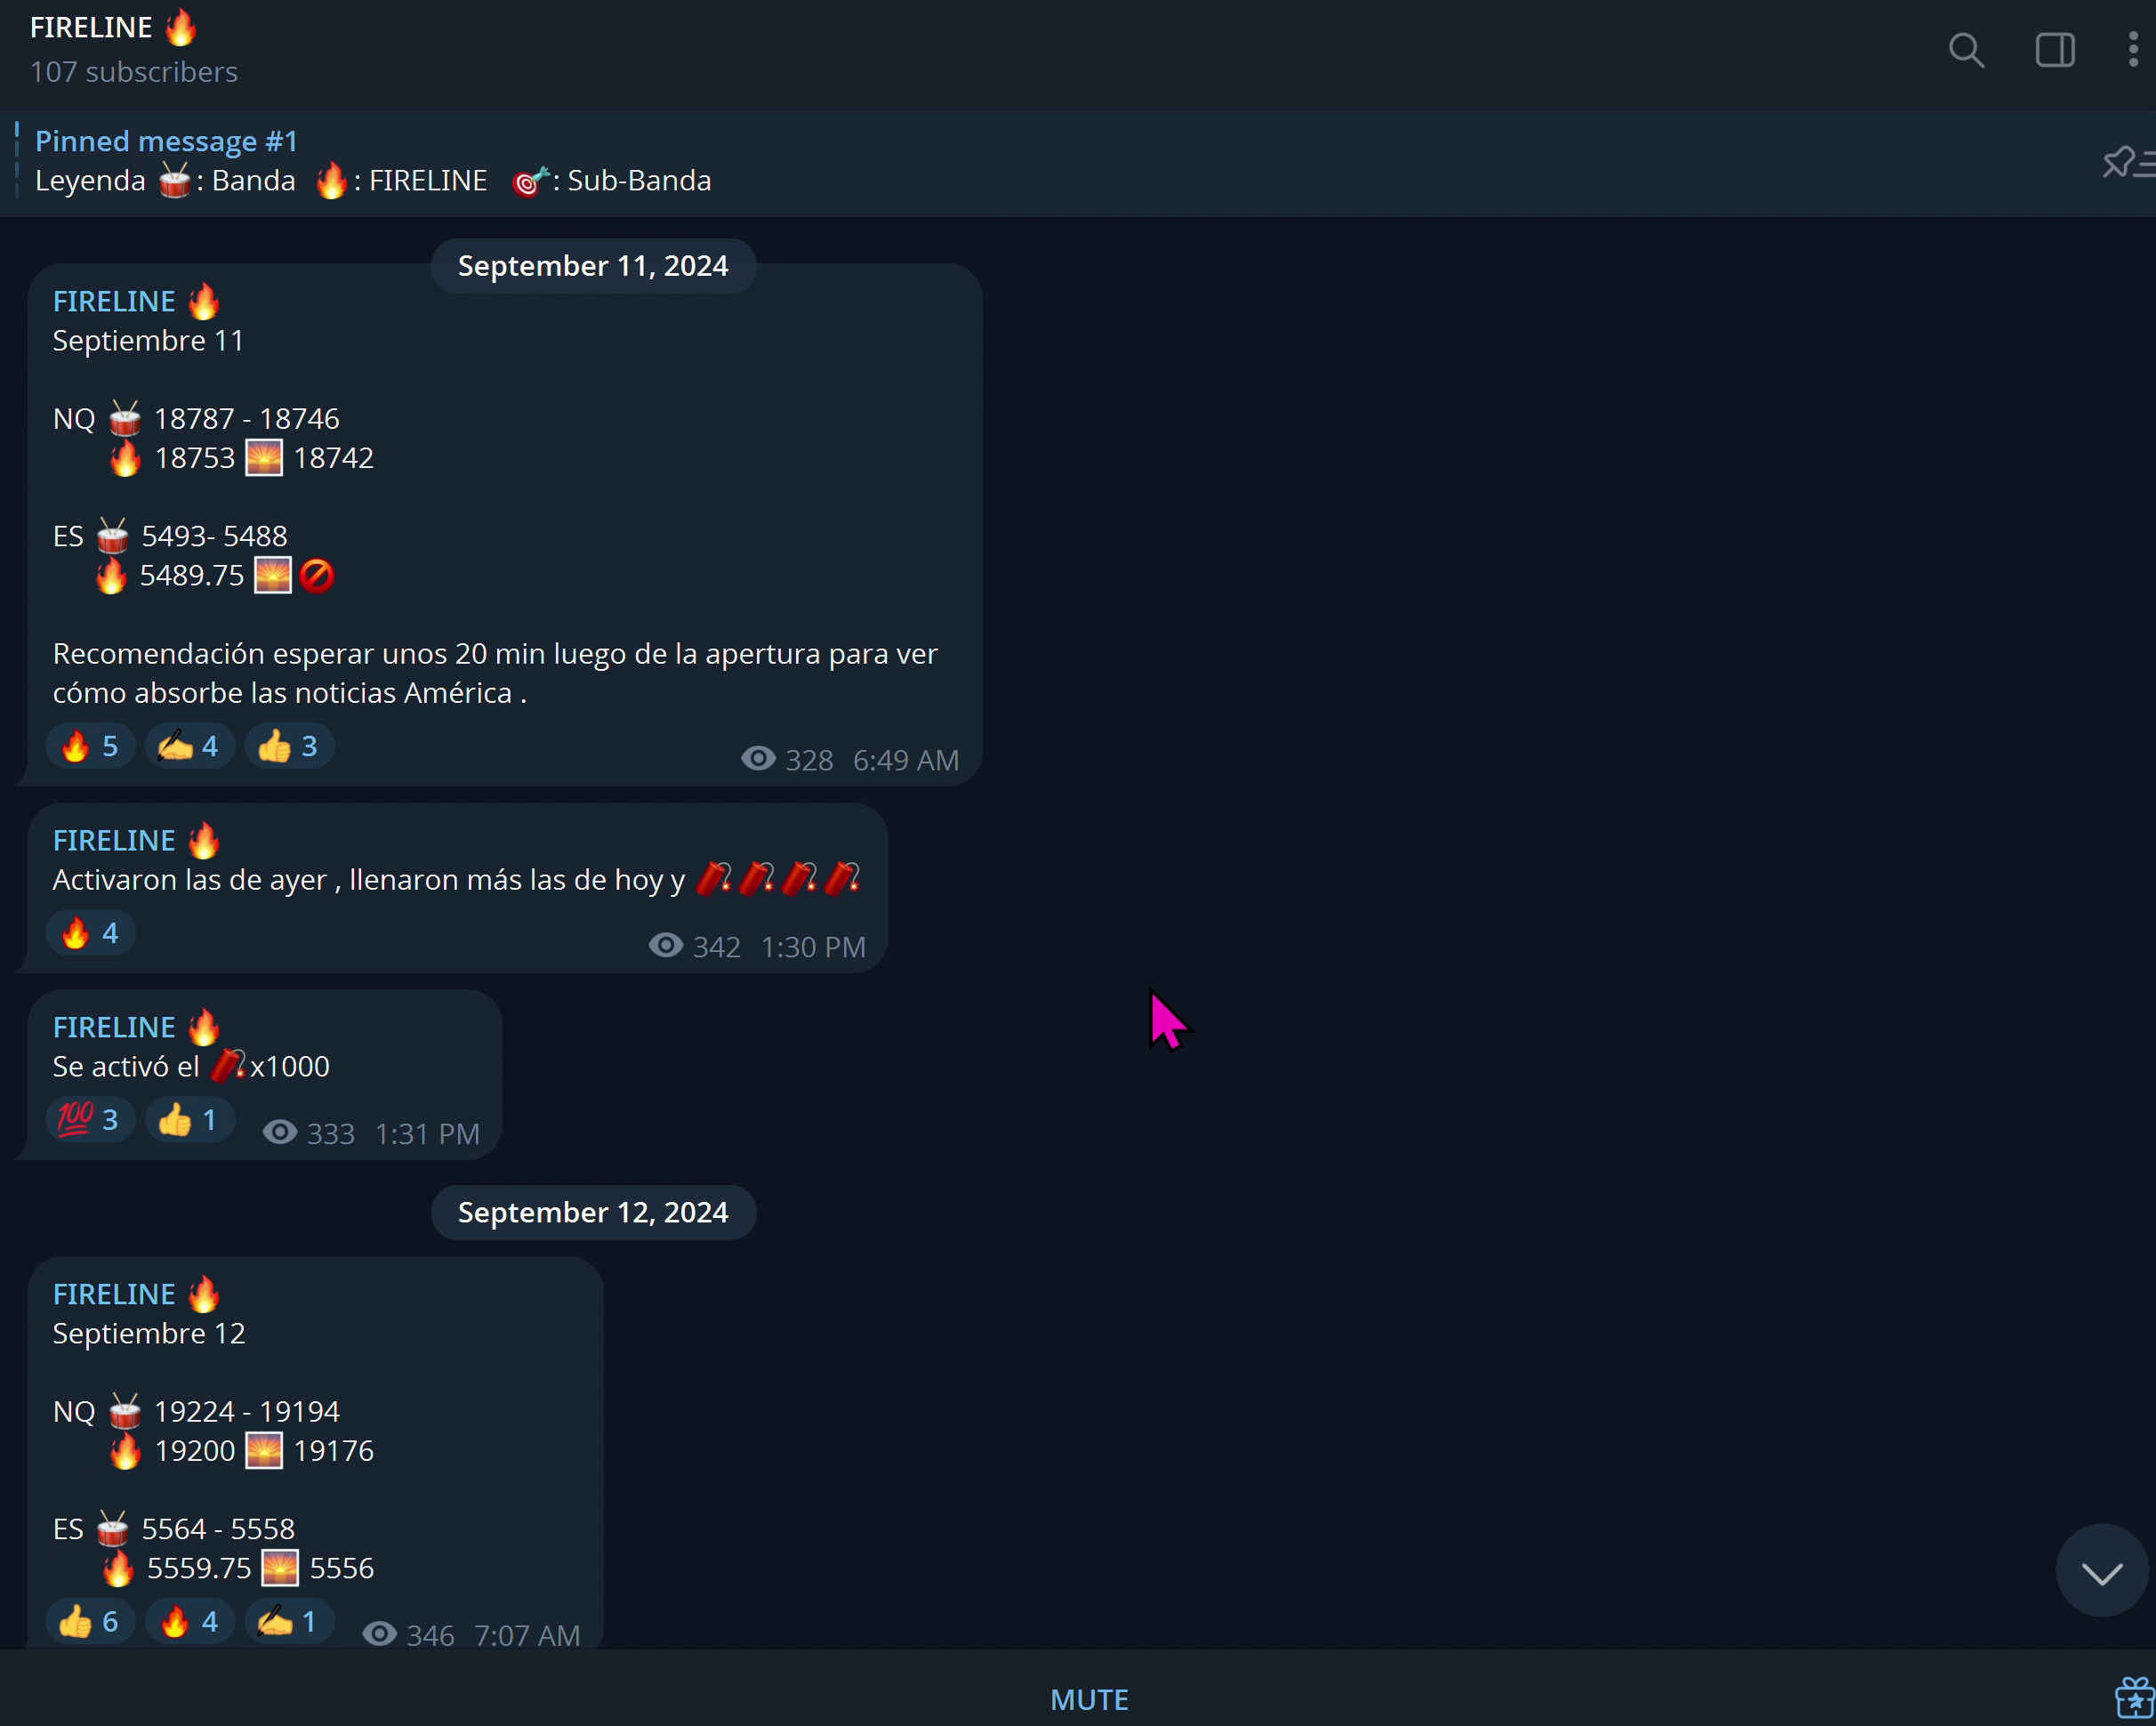 FIRELINE 🔥
107 subscribers
Pinned message #1
Leyenda 🥁: Banda 🔥: FIRELINE 🎯: Sub-Banda
September 11, 2024
FIRELINE 🔥
Septiembre 11
NQ 🥁 18787 - 18746
🔥 18753 🌅 18742
ES 🥁 5493- 5488
🔥 5489.75 🌅🚫
Recomendación esperar unos 20 min luego de la apertura para ver
cómo absorbe las noticias América .
🔥 5 ✍️ 4 👍 3 328 6:49 AM
FIRELINE 🔥
Activaron las de ayer , llenaron más las de hoy y 🧨🧨🧨🧨
🔥 4 342 1:30 PM
FIRELINE 🔥
Se activó el 🧨x1000
💯 3 👍 1 333 1:31 PM
September 12, 2024
FIRELINE 🔥
Septiembre 12
NQ 🥁 19224 - 19194
🔥 19200 🌅 19176
ES 🥁 5564 - 5558
🔥 5559.75 🌅 5556
👍 6 🔥 4 ✍️ 1 346 7:07 AM
MUTE